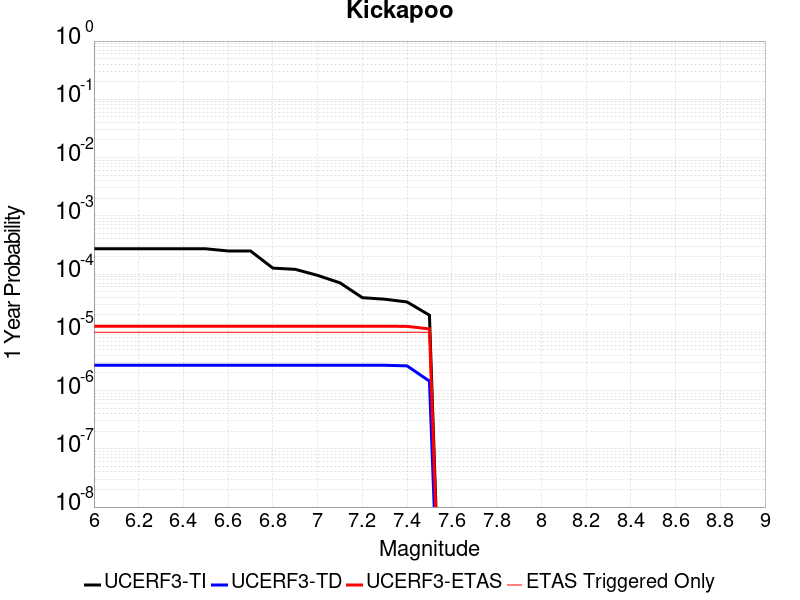 Kickapoo
1 Year Probability
10 0
10 -1
10 -2
10 -3
10 -4
10 -5
10 -6
10 -7
10 -8
6 6.2 6.4 6.6 6.8 7 7.2 7.4 7.6 7.8 8 8.2 8.4 8.6 8.8 9
Magnitude
UCERF3-TI UCERF3-TD UCERF3-ETAS ETAS Triggered Only